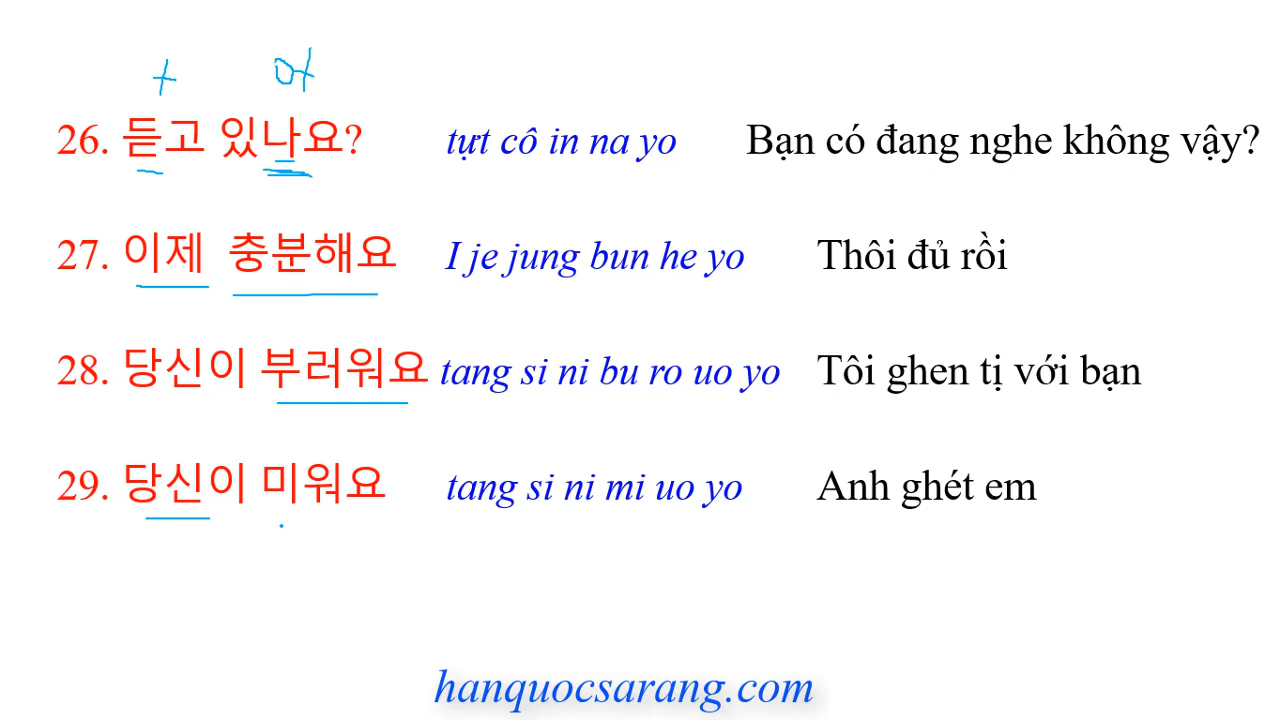 + 아
26. 듣고 있나요? tựt cô in na yo Bạn có đang nghe không vậy?
27. 이제 충분해요 I je jung bun he yo Thôi đủ rồi
28. 당신이 부러워요 tang si ni bu ro uo yo Tôi ghen tị với bạn
29. 당신이 미워요 tang si ni mi uo yo Anh ghét em
hanquocsarang.com